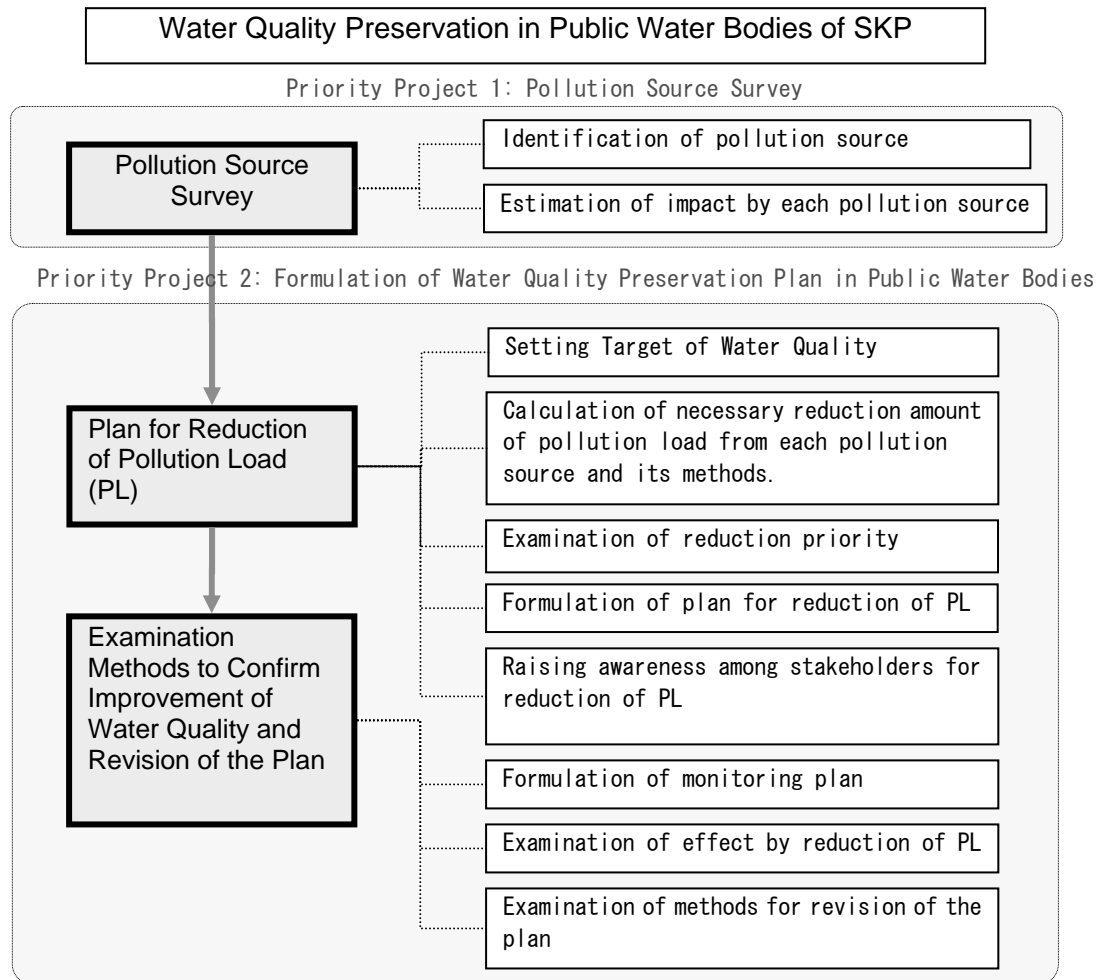 Water Quality Preservation in Public Water Bodies of SKP
Priority Project 1: Pollution Source Survey
Pollution Source
Survey
Identification of pollution source
Estimation of impact by each pollution source
Priority Project 2: Formulation of Water Quality Preservation Plan in Public Water Bodies
Plan for Reduction
of Pollution Load
(PL)
Setting Target of Water Quality
Calculation of necessary reduction amount
of pollution load from each pollution
source and its methods.
Examination of reduction priority
Formulation of plan for reduction of PL
Raising awareness among stakeholders for
reduction of PL
Examination
Methods to Confirm
Improvement of
Water Quality and
Revision of the Plan
Formulation of monitoring plan
Examination of effect by reduction of PL
Examination of methods for revision of the
plan